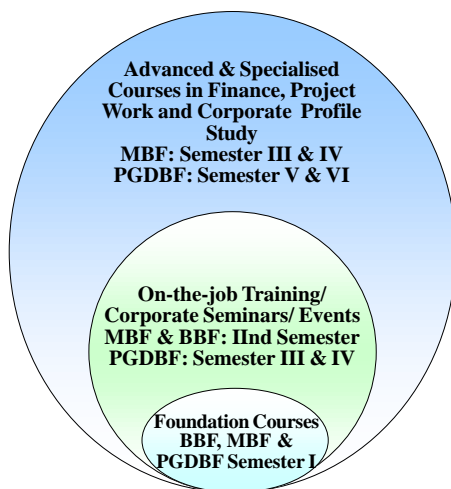 Advanced & Specialised
Courses in Finance, Project
Work and Corporate Profile
Study
MBF: Semester III & IV
PGDBF: Semester V & VI
On-the-job Training/
Corporate Seminars/ Events
MBF & BBF: IInd Semester
PGDBF: Semester III & IV
Foundation Courses
BBF, MBF &
PGDBF Semester I